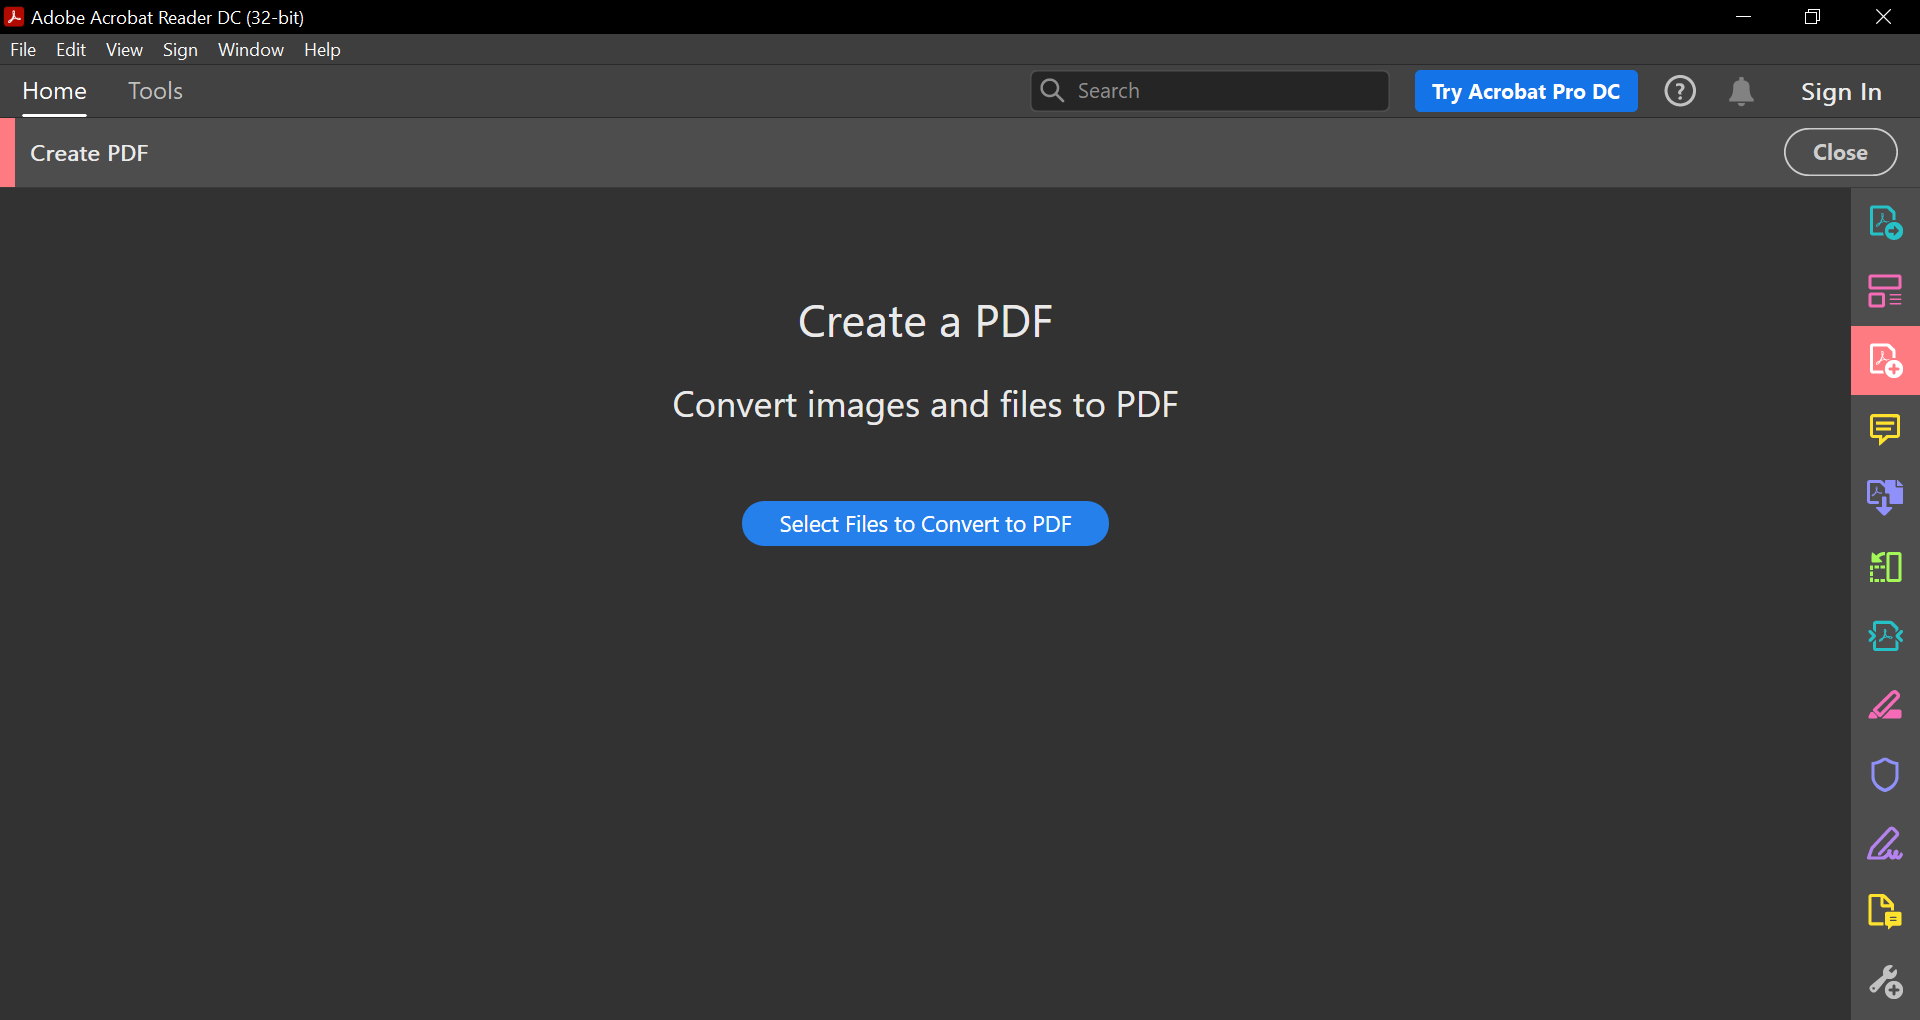 Adobe Acrobat Reader DC (32-bit)
File Edit View Sign Window Help
Home Tools Search Try Acrobat Pro DC Sign In
Create PDF Close
Create a PDF
Convert images and files to PDF
Select Files to Convert to PDF